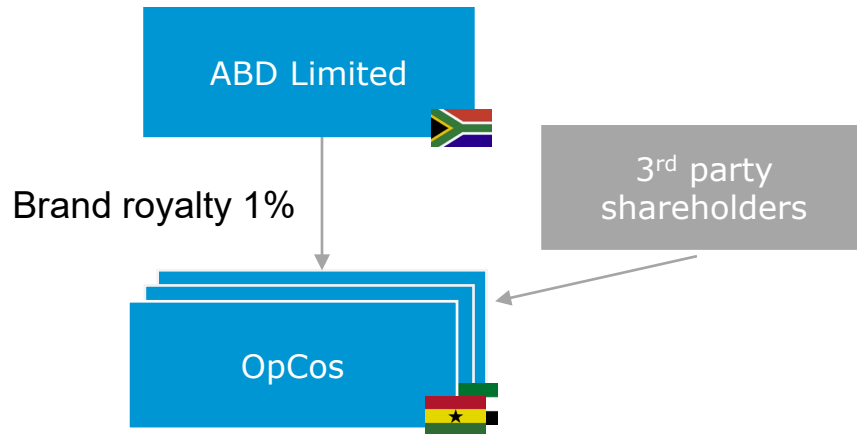 ABD Limited
Brand royalty 1%
3rd party
shareholders
OpCos